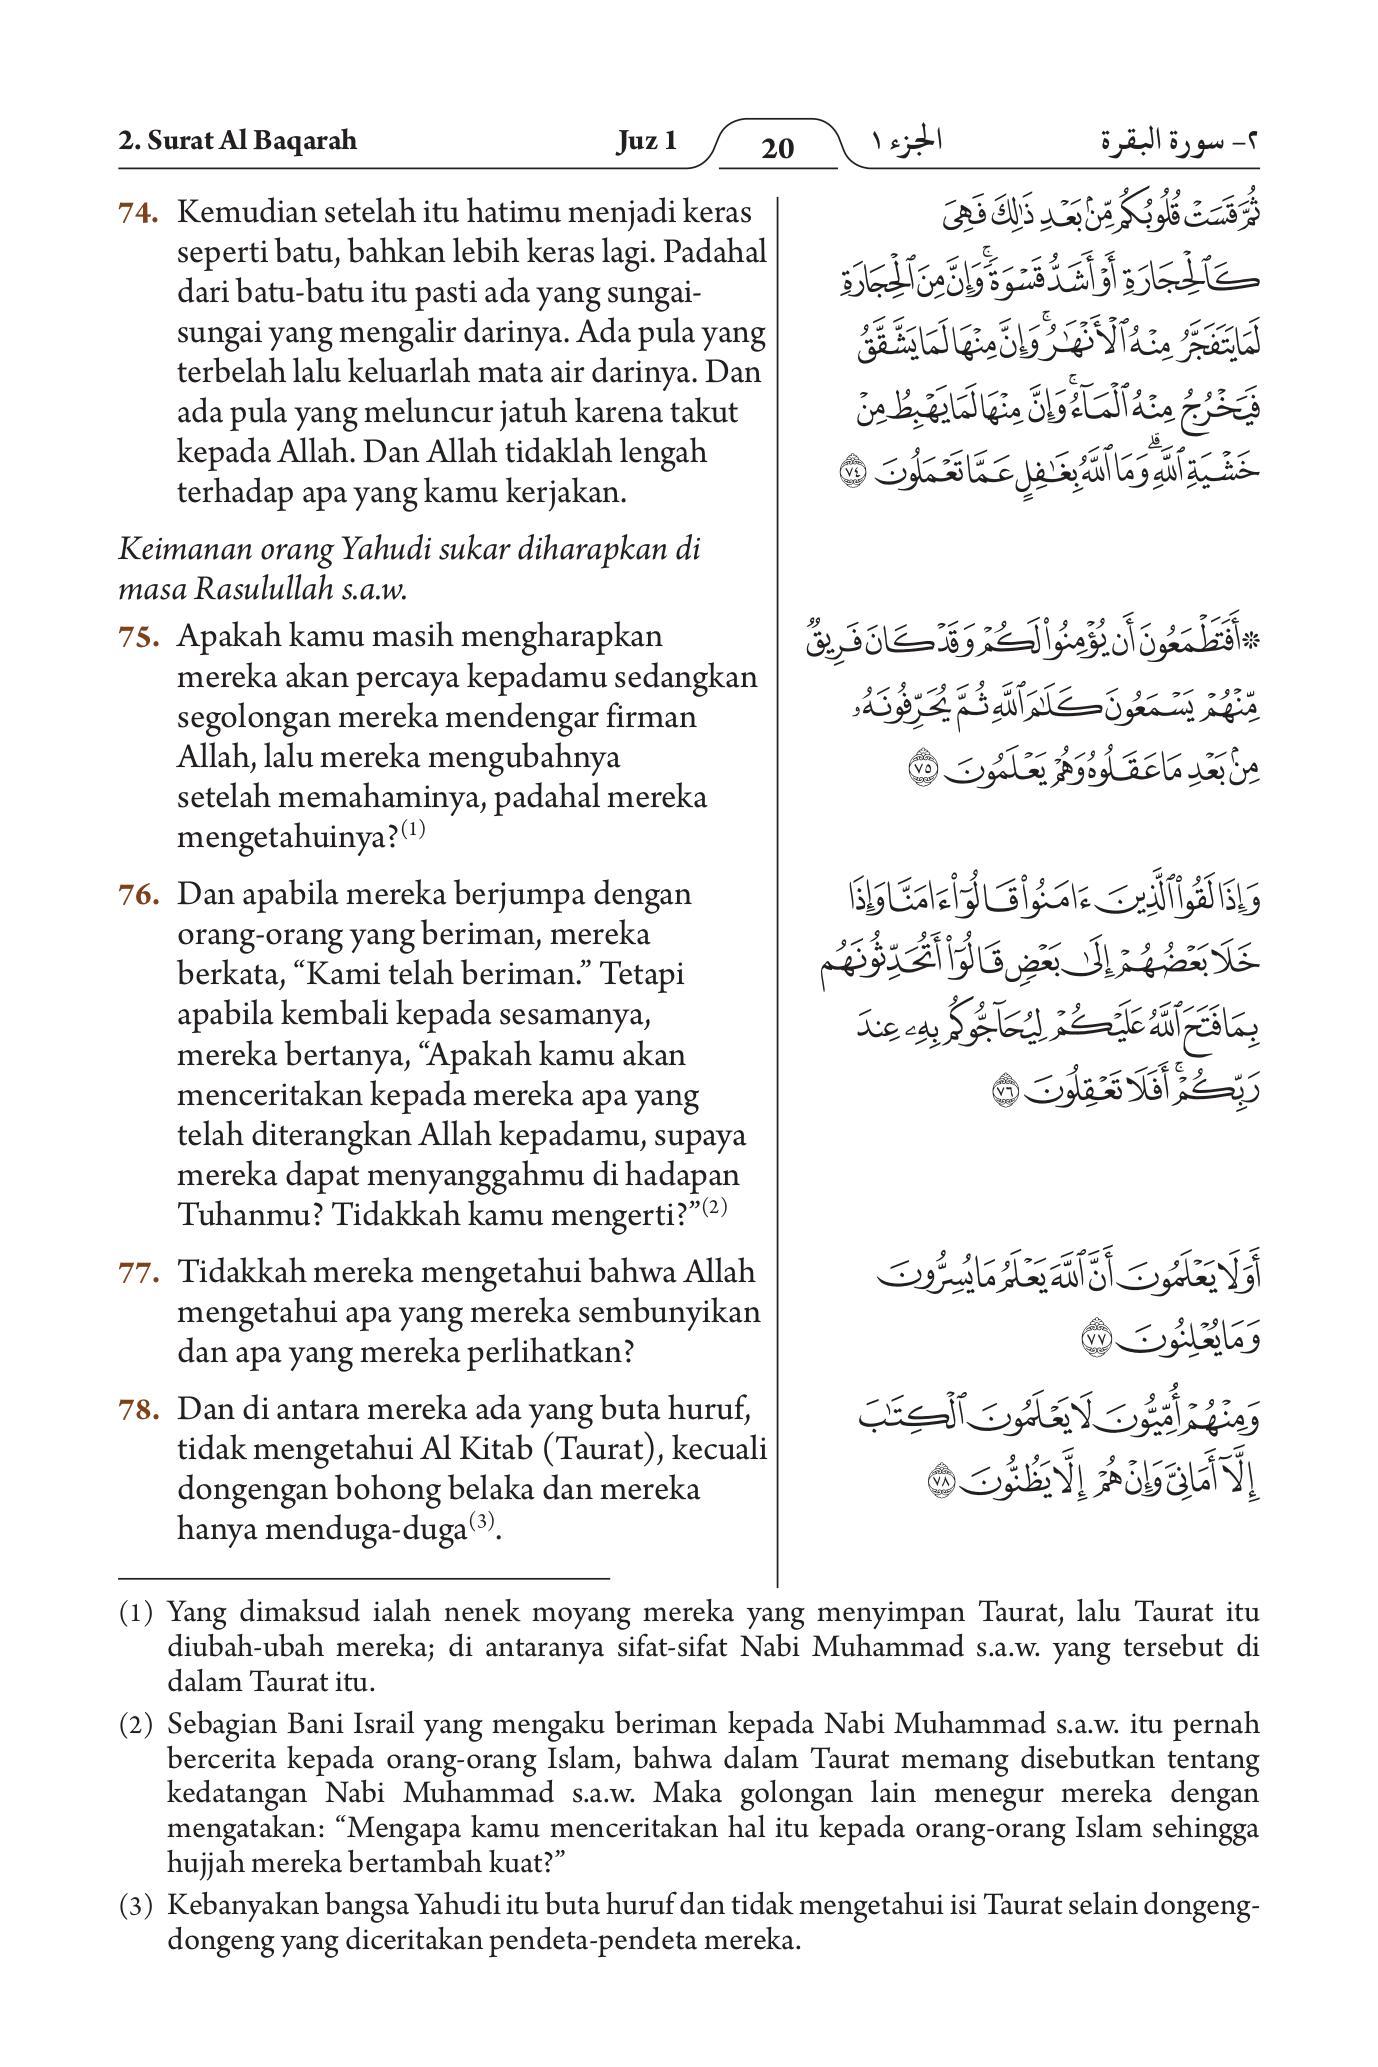 2. Surat Al Baqarah
Juz 1
20
الجزء ١
٢- سورة البقرة
74. Kemudian setelah itu hatimu menjadi keras
seperti batu, bahkan lebih keras lagi. Padahal
dari batu-batu itu pasti ada yang sungai-
sungai yang mengalir darinya. Ada pula yang
terbelah lalu keluarlah mata air darinya. Dan
ada pula yang meluncur jatuh karena takut
kepada Allah. Dan Allah tidaklah lengah
terhadap apa yang kamu kerjakan.
ثُمَّ قَسَتْ قُلُوبُكُم مِّنۢ بَعْدِ ذَٰلِكَ فَهِىَ
كَٱلْحِجَارَةِ أَوْ أَشَدُّ قَسْوَةً ۚ وَإِنَّ مِنَ ٱلْحِجَارَةِ
لَمَا يَتَفَجَّرُ مِنْهُ ٱلْأَنْهَٰرُ ۚ وَإِنَّ مِنْهَا لَمَا يَشَّقَّقُ
فَيَخْرُجُ مِنْهُ ٱلْمَآءُ ۚ وَإِنَّ مِنْهَا لَمَا يَهْبِطُ مِنْ
خَشْيَةِ ٱللَّهِ ۗ وَمَا ٱللَّهُ بِغَٰفِلٍ عَمَّا تَعْمَلُونَ ٧٤
Keimanan orang Yahudi sukar diharapkan di
masa Rasulullah s.a.w.
75. Apakah kamu masih mengharapkan
mereka akan percaya kepadamu sedangkan
segolongan mereka mendengar firman
Allah, lalu mereka mengubahnya
setelah memahaminya, padahal mereka
mengetahuinya?(1)
۞ أَفَتَطْمَعُونَ أَن يُؤْمِنُوا۟ لَكُمْ وَقَدْ كَانَ فَرِيقٌ
مِّنْهُمْ يَسْمَعُونَ كَلَٰمَ ٱللَّهِ ثُمَّ يُحَرِّفُونَهُۥ
مِنۢ بَعْدِ مَا عَقَلُوهُ وَهُمْ يَعْلَمُونَ ٧٥
76. Dan apabila mereka berjumpa dengan
orang-orang yang beriman, mereka
berkata, “Kami telah beriman.” Tetapi
apabila kembali kepada sesamanya,
mereka bertanya, “Apakah kamu akan
menceritakan kepada mereka apa yang
telah diterangkan Allah kepadamu, supaya
mereka dapat menyanggahmu di hadapan
Tuhanmu? Tidakkah kamu mengerti?”(2)
وَإِذَا لَقُوا۟ ٱلَّذِينَ ءَامَنُوا۟ قَالُوٓا۟ ءَامَنَّا وَإِذَا
خَلَا بَعْضُهُمْ إِلَىٰ بَعْضٍ قَالُوٓا۟ أَتُحَدِّثُونَهُم
بِمَا فَتَحَ ٱللَّهُ عَلَيْكُمْ لِيُحَآجُّوكُم بِهِۦ عِندَ
رَبِّكُمْ ۚ أَفَلَا تَعْقِلُونَ ٧٦
77. Tidakkah mereka mengetahui bahwa Allah
mengetahui apa yang mereka sembunyikan
dan apa yang mereka perlihatkan?
أَوَلَا يَعْلَمُونَ أَنَّ ٱللَّهَ يَعْلَمُ مَا يُسِرُّونَ
وَمَا يُعْلِنُونَ ٧٧
78. Dan di antara mereka ada yang buta huruf,
tidak mengetahui Al Kitab (Taurat), kecuali
dongengan bohong belaka dan mereka
hanya menduga-duga(3).
وَمِنْهُمْ أُمِّيُّونَ لَا يَعْلَمُونَ ٱلْكِتَٰبَ
إِلَّآ أَمَانِىَّ وَإِنْ هُمْ إِلَّا يَظُنُّونَ ٧٨
(1) Yang dimaksud ialah nenek moyang mereka yang menyimpan Taurat, lalu Taurat itu
diubah-ubah mereka; di antaranya sifat-sifat Nabi Muhammad s.a.w. yang tersebut di
dalam Taurat itu.
(2) Sebagian Bani Israil yang mengaku beriman kepada Nabi Muhammad s.a.w. itu pernah
bercerita kepada orang-orang Islam, bahwa dalam Taurat memang disebutkan tentang
kedatangan Nabi Muhammad s.a.w. Maka golongan lain menegur mereka dengan
mengatakan: “Mengapa kamu menceritakan hal itu kepada orang-orang Islam sehingga
hujjah mereka bertambah kuat?”
(3) Kebanyakan bangsa Yahudi itu buta huruf dan tidak mengetahui isi Taurat selain dongeng-
dongeng yang diceritakan pendeta-pendeta mereka.